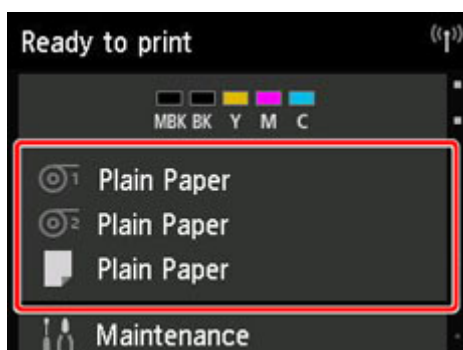 Ready to print
MBK BK Y M C
1 Plain Paper
2 Plain Paper
Plain Paper
Maintenance